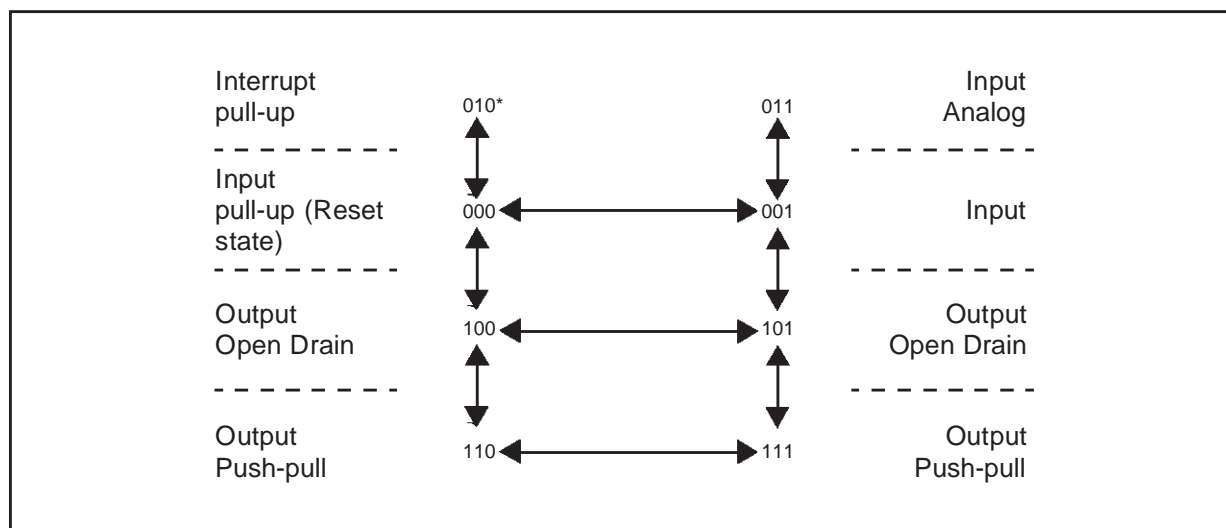 Interrupt
pull-up
010*
011
Input
Analog
Input
pull-up (Reset
state)
000
001
Input
Output
Open Drain
100
101
Output
Open Drain
Output
Push-pull
110
111
Output
Push-pull